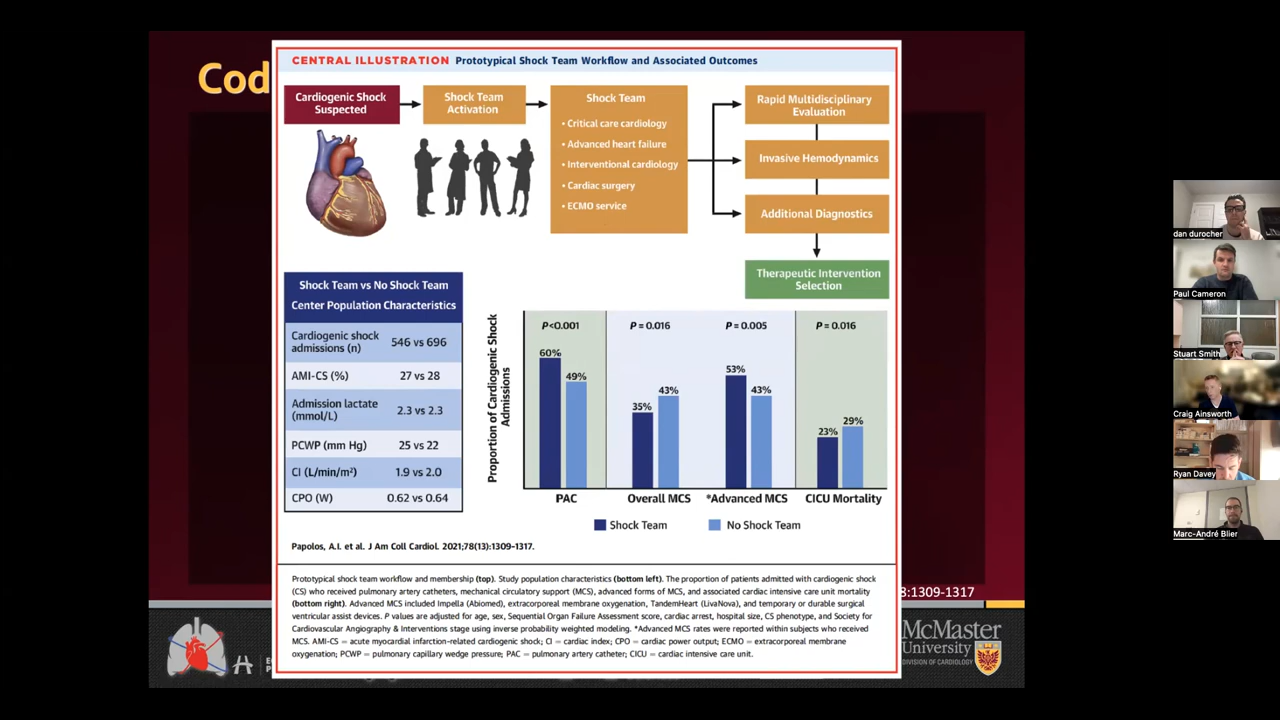 Cod
CENTRAL ILLUSTRATION Prototypical Shock Team Workflow and Associated Outcomes
Cardiogenic Shock
Suspected
Shock Team
Activation
Shock Team
• Critical care cardiology
• Advanced heart failure
• Interventional cardiology
• Cardiac surgery
• ECMO service
Rapid Multidisciplinary
Evaluation
Invasive Hemodynamics
Additional Diagnostics
Therapeutic Intervention
Selection
Shock Team vs No Shock Team
Center Population Characteristics
Cardiogenic shock
admissions (n) 546 vs 696
AMI-CS (%) 27 vs 28
Admission lactate
(mmol/L) 2.3 vs 2.3
PCWP (mm Hg) 25 vs 22
CI (L/min/m²) 1.9 vs 2.0
CPO (W) 0.62 vs 0.64
Proportion of Cardiogenic Shock
Admissions
P<0.001 P = 0.016 P = 0.005 P = 0.016
60% 49% 35% 43% 53% 43% 23% 29%
PAC Overall MCS *Advanced MCS CICU Mortality
Shock Team No Shock Team
Papolos, A.I. et al. J Am Coll Cardiol. 2021;78(13):1309-1317.
Prototypical shock team workflow and membership (top). Study population characteristics (bottom left). The proportion of patients admitted with cardiogenic shock
(CS) who received pulmonary artery catheters, mechanical circulatory support (MCS), advanced forms of MCS, and associated cardiac intensive care unit mortality
(bottom right). Advanced MCS included Impella (Abiomed), extracorporeal membrane oxygenation, TandemHeart (LivaNova), and temporary or durable surgical
ventricular assist devices. P values are adjusted for age, sex, Sequential Organ Failure Assessment score, cardiac arrest, hospital size, CS phenotype, and Society for
Cardiovascular Angiography & Interventions stage using inverse probability weighted modeling. *Advanced MCS rates were reported within subjects who received
MCS. AMI-CS = acute myocardial infarction-related cardiogenic shock; CI = cardiac index; CPO = cardiac power output; ECMO = extracorporeal membrane
oxygenation; PCWP = pulmonary capillary wedge pressure; PAC = pulmonary artery catheter; CICU = cardiac intensive care unit.
:1309-1317
McMaster
University
DIVISION OF CARDIOLOGY
dan durocher
Paul Cameron
Stuart Smith
Craig Ainsworth
Ryan Davey
Marc-André Blier